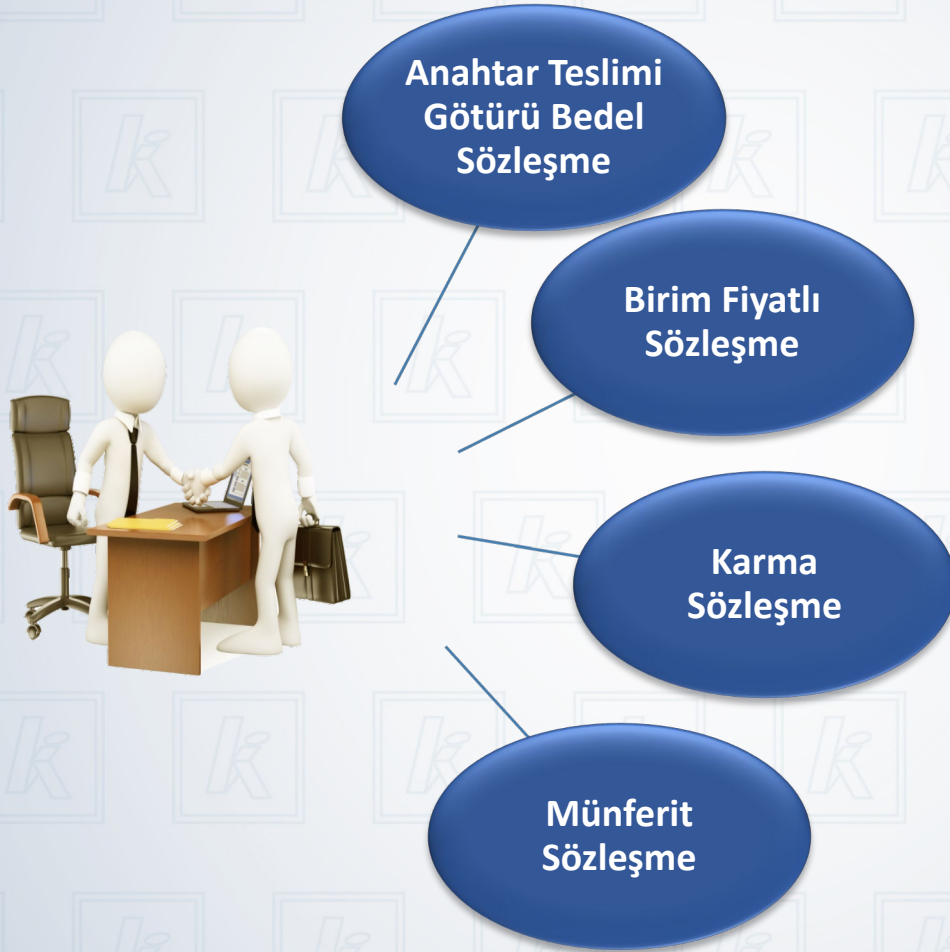 Anahtar Teslimi
Götürü Bedel
Sözleşme
Birim Fiyatlı
Sözleşme
Karma
Sözleşme
Münferit
Sözleşme